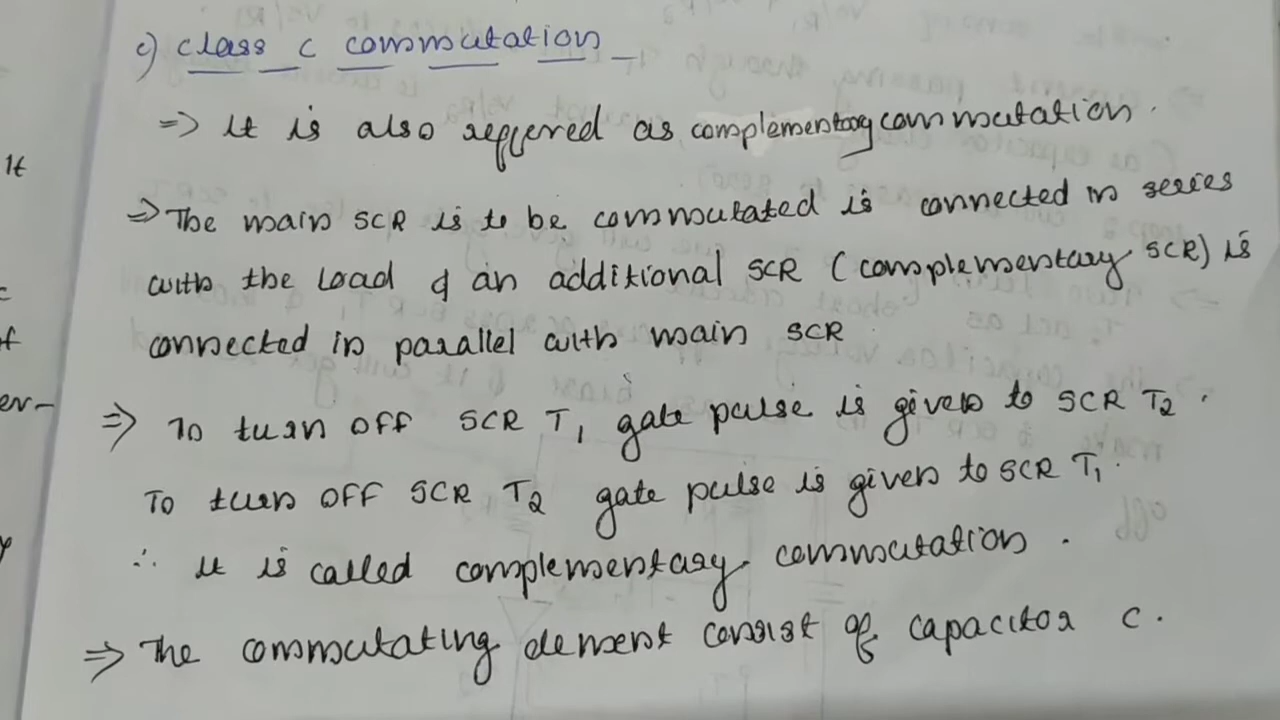 c) class c commutation
=> It is also reffered as complementary commutation.
=> The main SCR is to be commutated is connected in series
with the load & an additional SCR (complementary SCR) is
connected in parallel with main SCR
=> To turn OFF SCR T1 gate pulse is given to SCR T2.
To turn OFF SCR T2 gate pulse is given to SCR T1.
∴ It is called complementary commutation.
=> The commutating element consist of capacitor C.